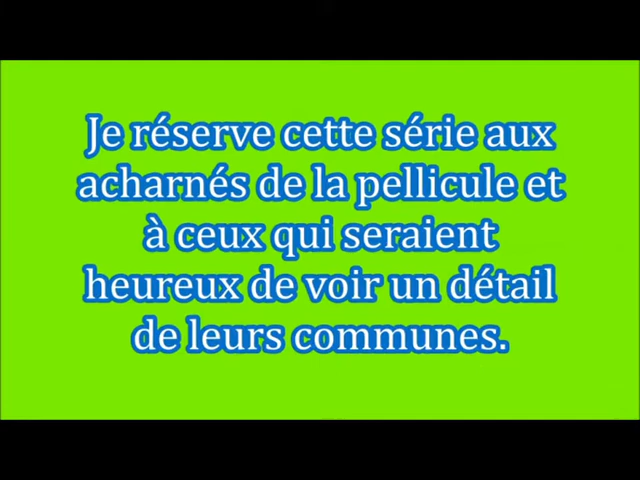 Je réserve cette série aux
acharnés de la pellicule et
à ceux qui seraient
heureux de voir un détail
de leurs communes.